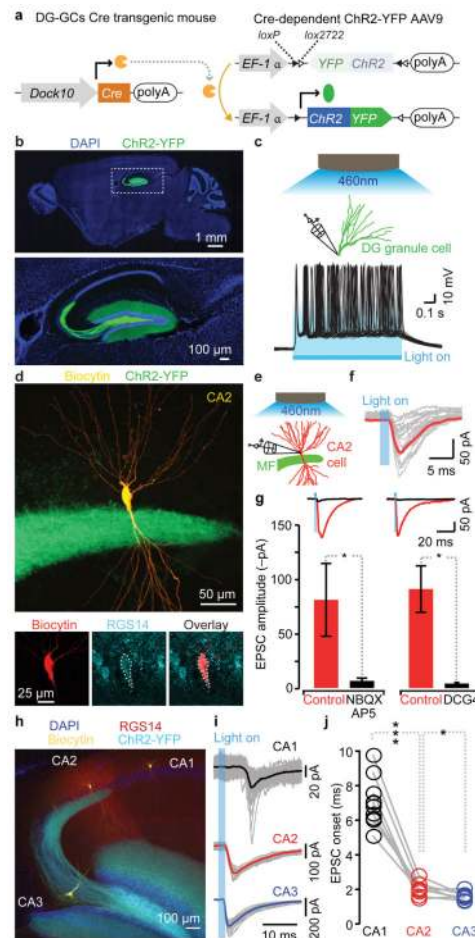 a
DG-GCs Cre transgenic mouse
Cre-dependent ChR2-YFP AAV9
loxP
lox2722
Dock10
Cre
polyA
EF-1 α
YFP
ChR2
polyA
EF-1 α
ChR2
YFP
polyA
b
DAPI
ChR2-YFP
1 mm
100 µm
c
460nm
DG granule cell
10 mV
0.1 s
Light on
d
Biocytin
ChR2-YFP
CA2
50 µm
Biocytin
RGS14
Overlay
25 µm
e
460nm
CA2
cell
MF
f
Light on
50 pA
5 ms
g
20 ms
EPSC amplitude (–pA)
150
125
75
25
0
*
*
Control
NBQX
AP5
Control
DCG4
h
DAPI
RGS14
Biocytin
ChR2-YFP
CA2
CA1
CA3
100 µm
i
Light on
CA1
20 pA
CA2
100 pA
CA3
200 pA
10 ms
j
***
*
EPSC onset (ms)
10
8
6
4
2
0
CA1
CA2
CA3